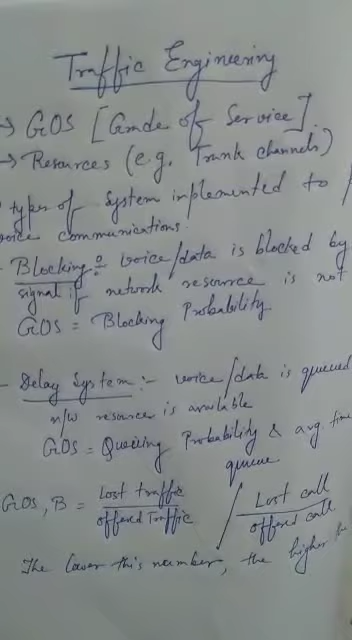 Traffic Engineering
→ GOS [Grade of Service]
→ Resources (e.g. Trunk channels)
types of System implemented to
voice communications.
- Blocking :- voice/data is blocked by
signal if network resource is not
GOS = Blocking Probability.
- Delay System :- voice/data is queued
n/w resource is available
GOS = Queuing Probability & avg. time
queue
GOS, B = Lost traffic / offered Traffic / Lost call / offered call
The lower this number, the higher